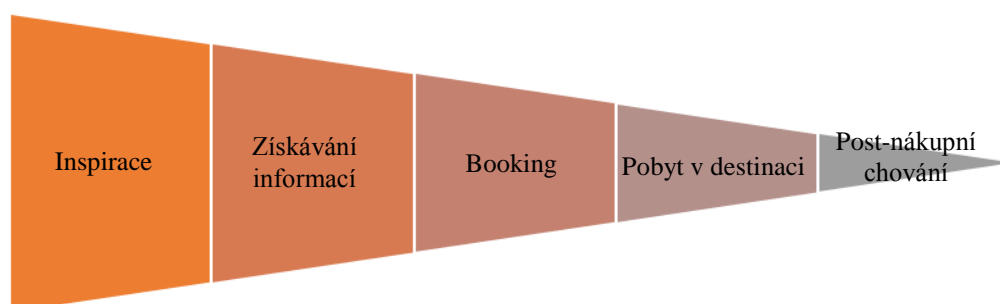 Inspirace
Získávání
informací
Booking
Pobyt v destinaci
Post-nákupní
chování